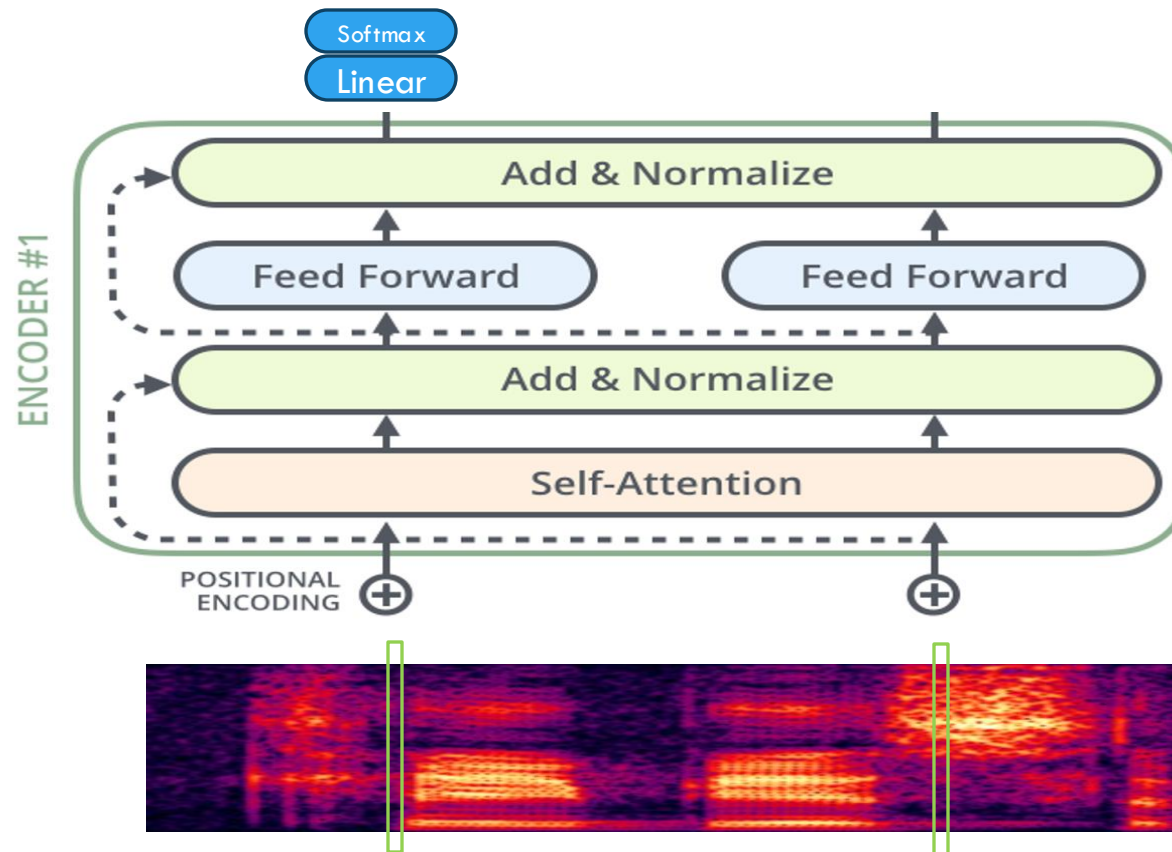 Softmax
Linear
ENCODER #1
Add & Normalize
Feed Forward Feed Forward
Add & Normalize
Self-Attention
POSITIONAL
ENCODING